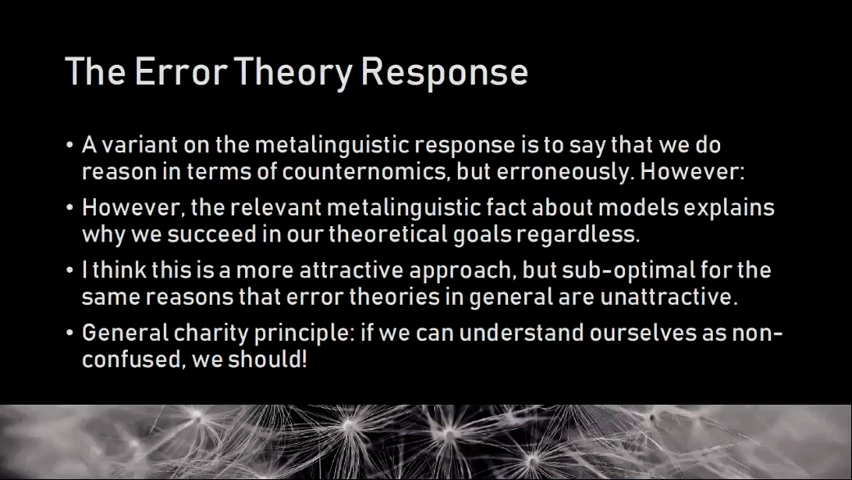 The Error Theory Response
• A variant on the metalinguistic response is to say that we do
reason in terms of counternomics, but erroneously. However:
• However, the relevant metalinguistic fact about models explains
why we succeed in our theoretical goals regardless.
• I think this is a more attractive approach, but sub-optimal for the
same reasons that error theories in general are unattractive.
• General charity principle: if we can understand ourselves as non-
confused, we should!